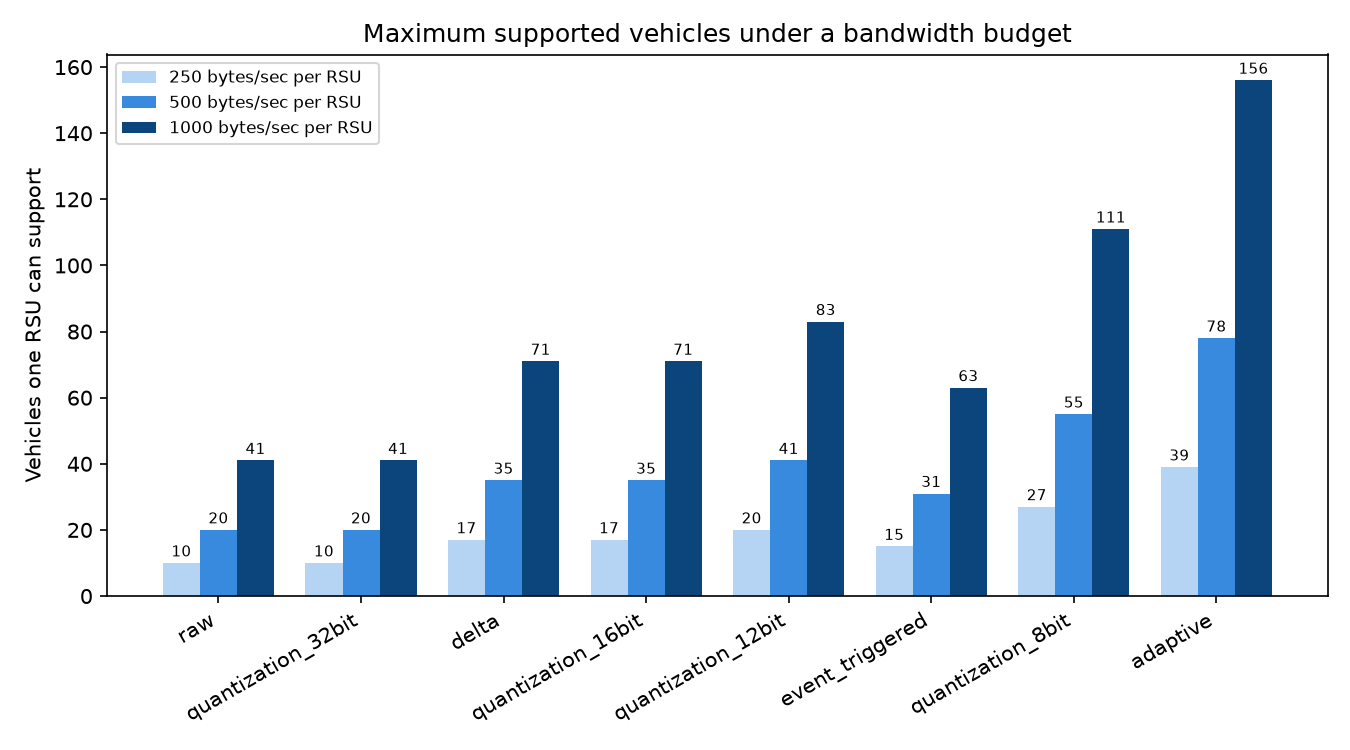 Maximum supported vehicles under a bandwidth budget
250 bytes/sec per RSU
500 bytes/sec per RSU
1000 bytes/sec per RSU
Vehicles one RSU can support
160
140
120
100
80
60
40
20
0
10 20 41
10 20 41
17 35 71
17 35 71
20 41 83
15 31 63
27 55 111
39 78 156
raw
quantization_32bit
delta
quantization_16bit
quantization_12bit
event_triggered
quantization_8bit
adaptive